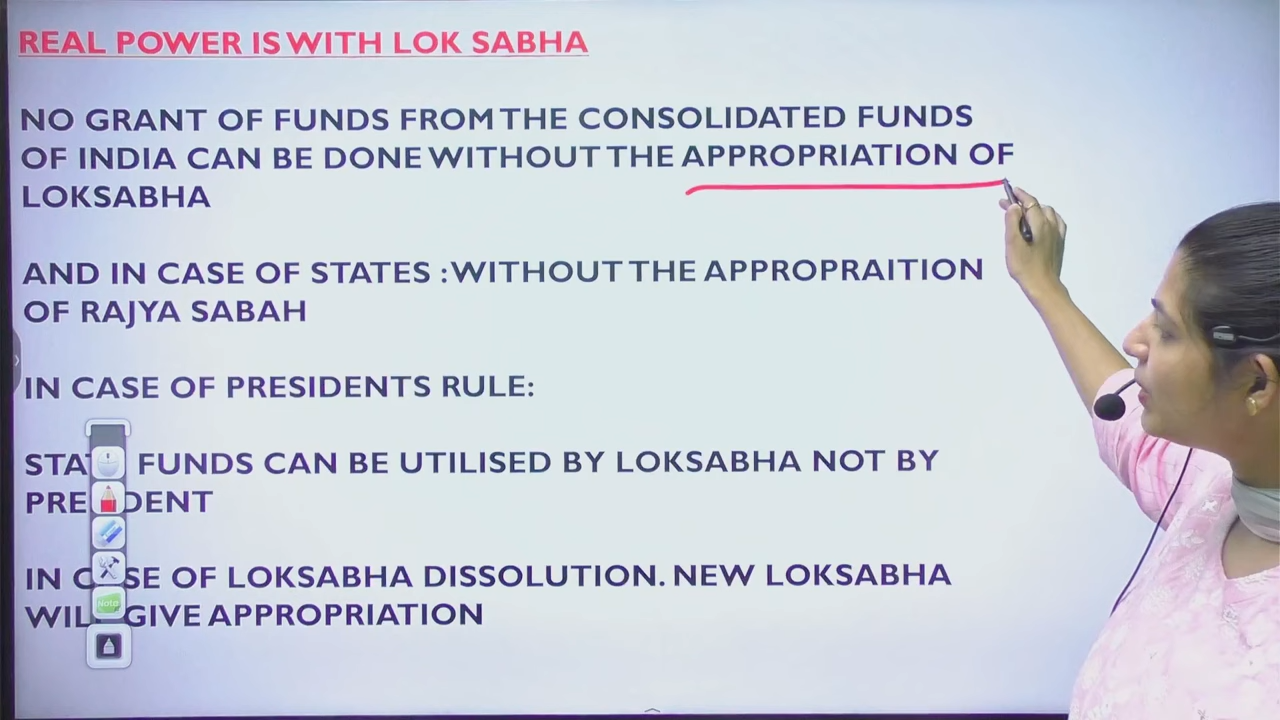 REAL POWER IS WITH LOK SABHA
NO GRANT OF FUNDS FROM THE CONSOLIDATED FUNDS
OF INDIA CAN BE DONE WITHOUT THE APPROPRIATION OF
LOKSABHA
AND IN CASE OF STATES : WITHOUT THE APPROPRAITION
OF RAJYA SABAH
IN CASE OF PRESIDENTS RULE:
FUNDS CAN BE UTILISED BY LOKSABHA NOT BY
IN OF LOKSABHA DISSOLUTION. NEW LOKSABHA
GIVE APPROPRIATION
Note